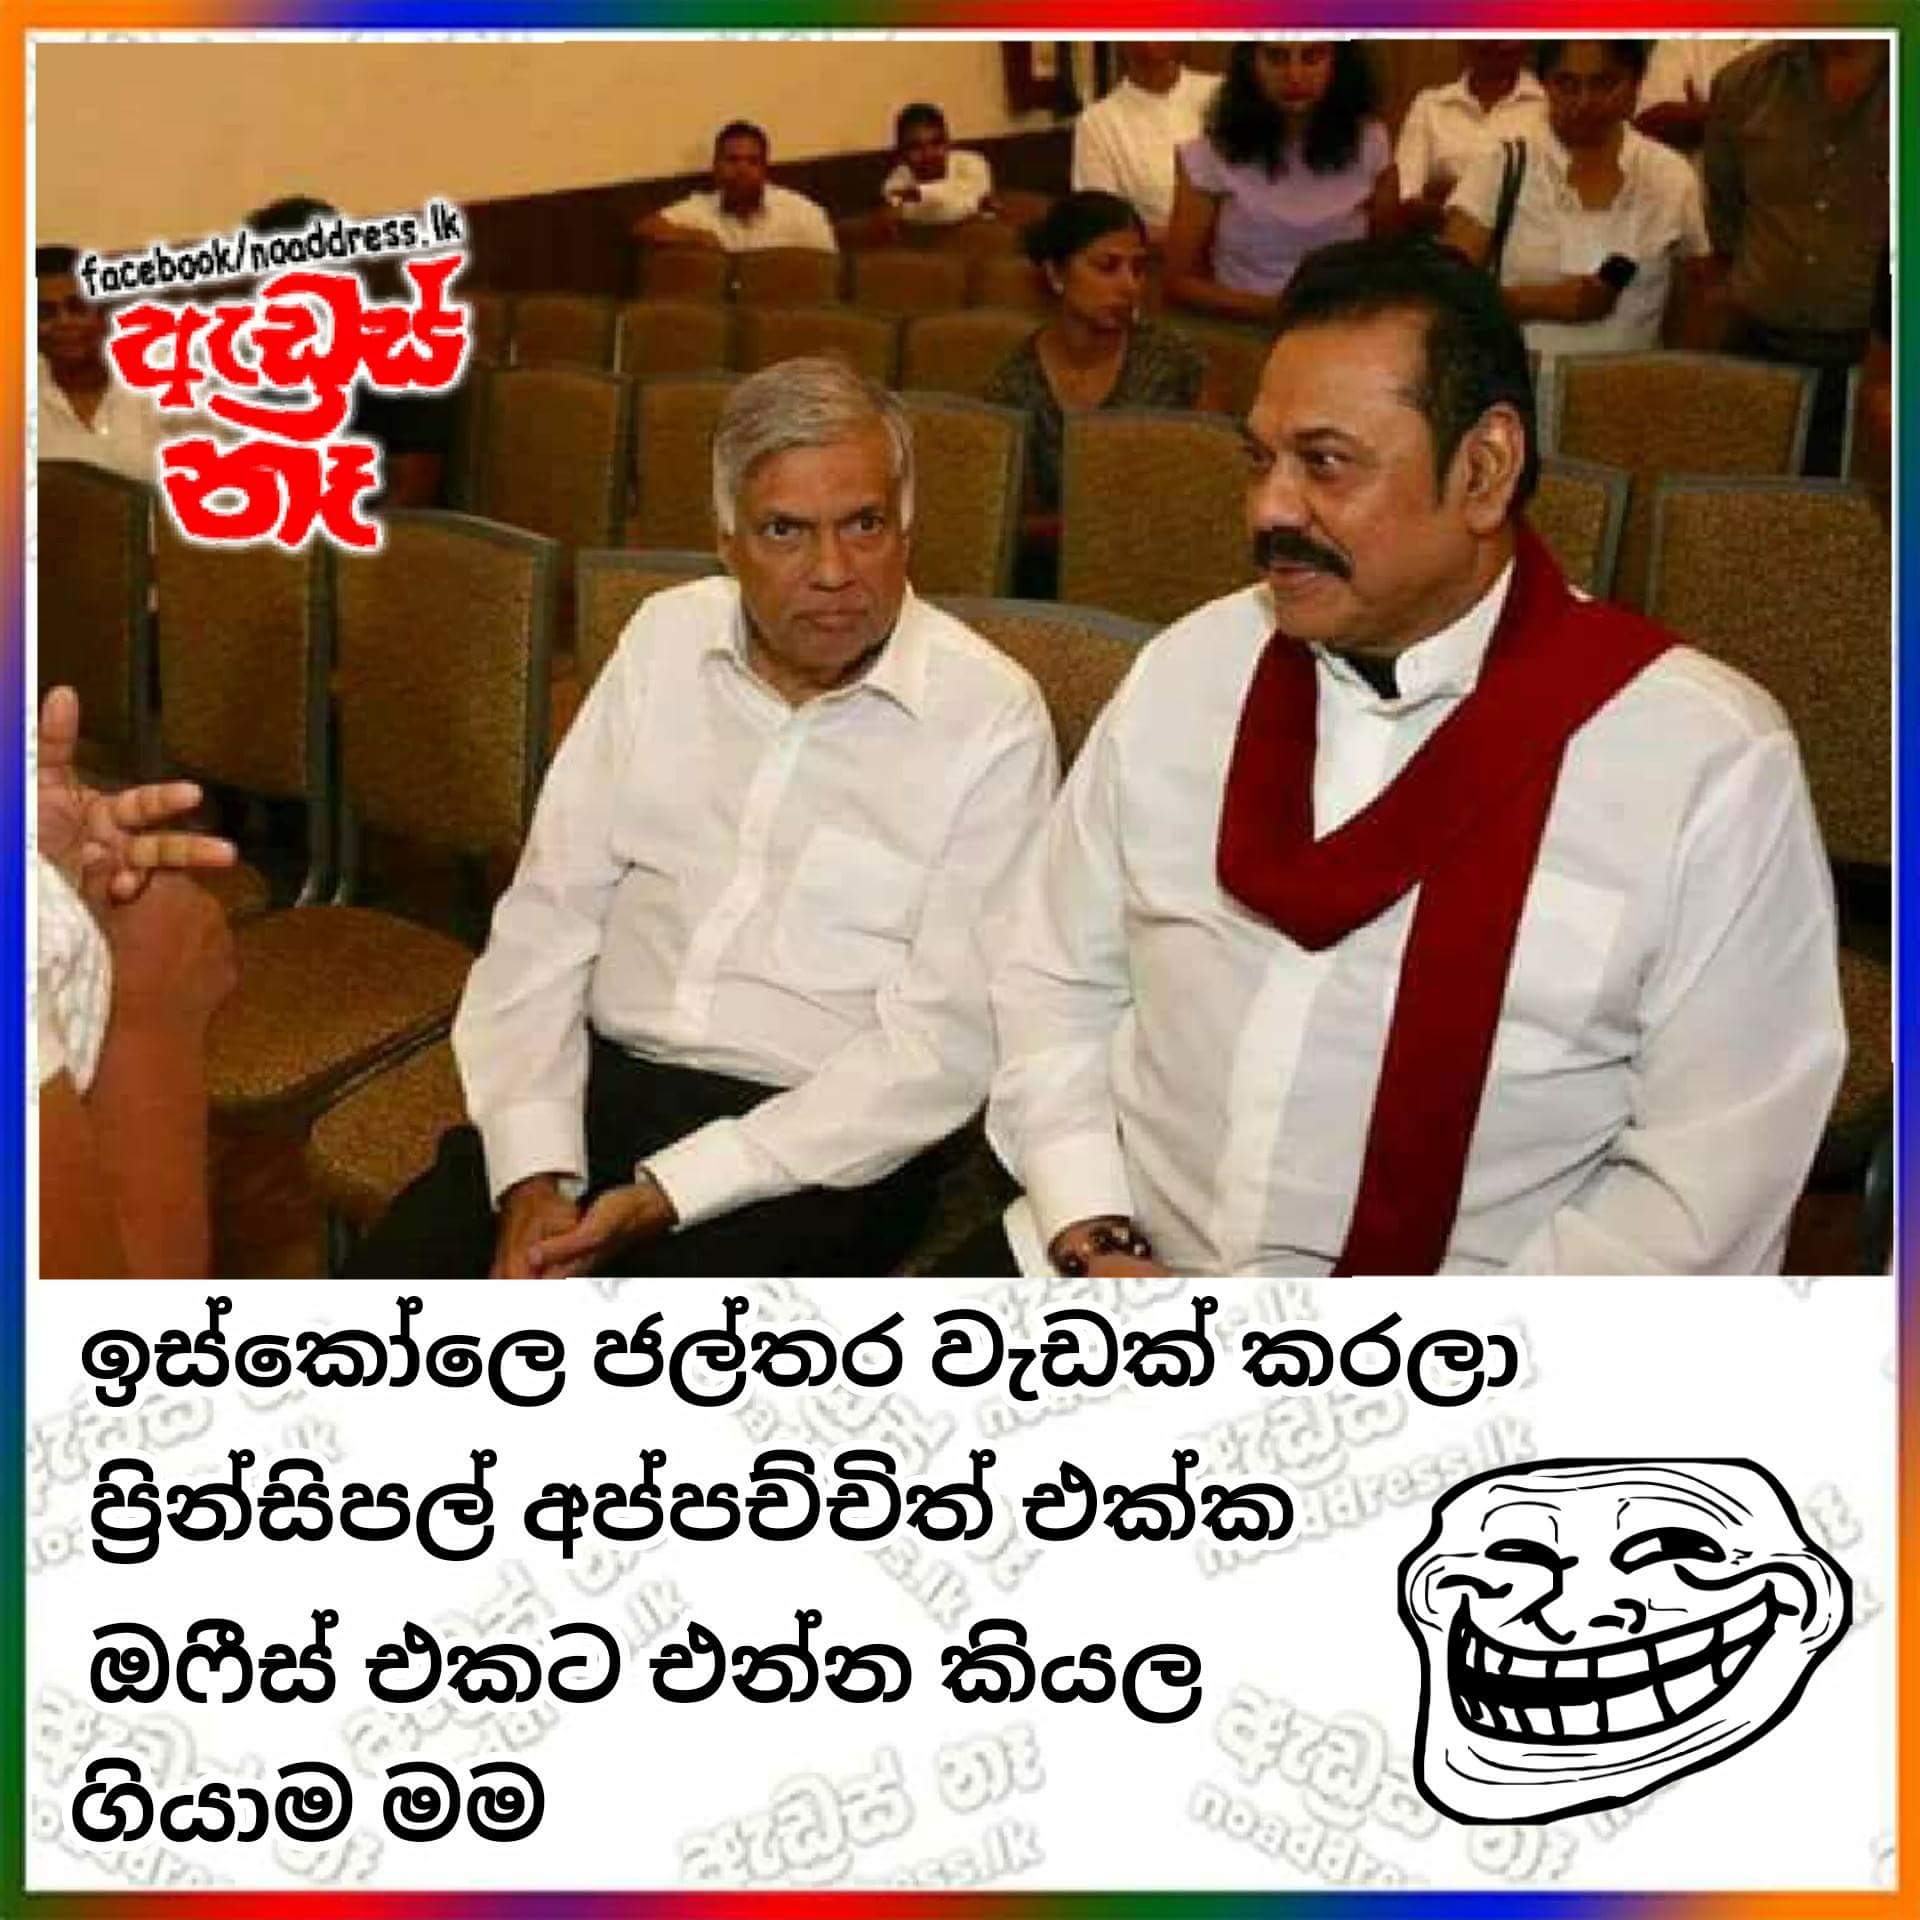 facebook/noaddress.lk
ඇඩ්‍රස්
නෑ
ඉස්කෝලෙ ජල්තර වැඩක් කරලා
ප්‍රින්සිපල් අප්පච්චිත් එක්ක
ඔෆීස් එකට එන්න කියල
ගියාම මම